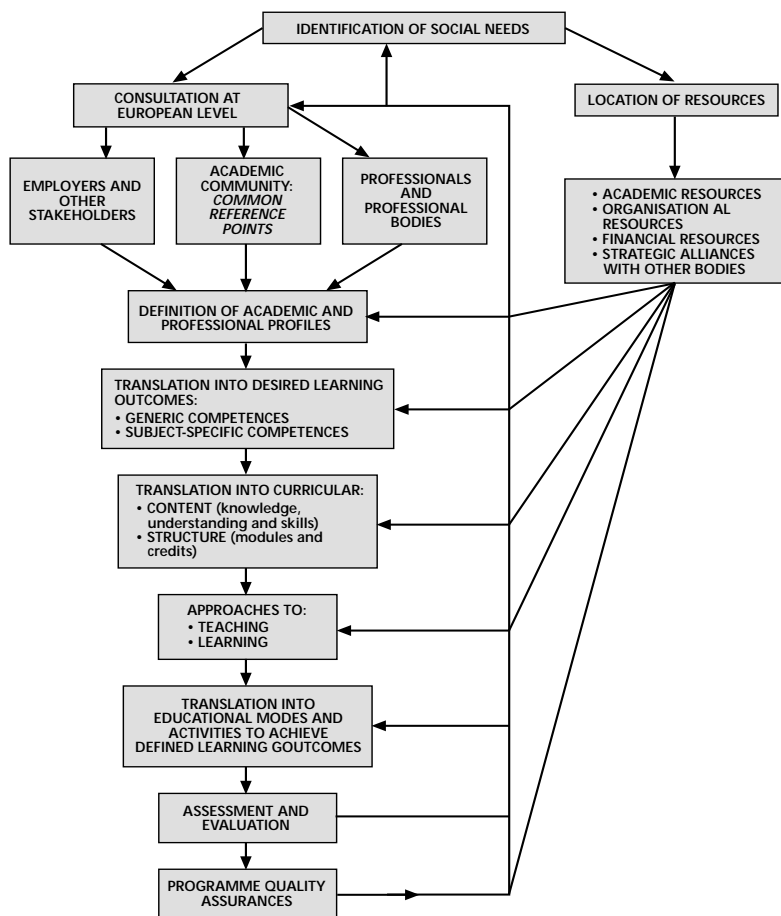 IDENTIFICATION OF SOCIAL NEEDS
CONSULTATION AT
EUROPEAN LEVEL
LOCATION OF RESOURCES
EMPLOYERS AND
OTHER
STAKEHOLDERS
ACADEMIC
COMMUNITY:
COMMON
REFERENCE
POINTS
PROFESSIONALS
AND
PROFESSIONAL
BODIES
• ACADEMIC RESOURCES
• ORGANISATION AL
RESOURCES
• FINANCIAL RESOURCES
• STRATEGIC ALLIANCES
WITH OTHER BODIES
DEFINITION OF ACADEMIC AND
PROFESSIONAL PROFILES
TRANSLATION INTO DESIRED LEARNING
OUTCOMES:
• GENERIC COMPETENCES
• SUBJECT-SPECIFIC COMPETENCES
TRANSLATION INTO CURRICULAR:
• CONTENT (knowledge,
understanding and skills)
• STRUCTURE (modules and
credits)
APPROACHES TO:
• TEACHING
• LEARNING
TRANSLATION INTO
EDUCATIONAL MODES AND
ACTIVITIES TO ACHIEVE
DEFINED LEARNING GOUTCOMES
ASSESSMENT AND
EVALUATION
PROGRAMME QUALITY
ASSURANCES